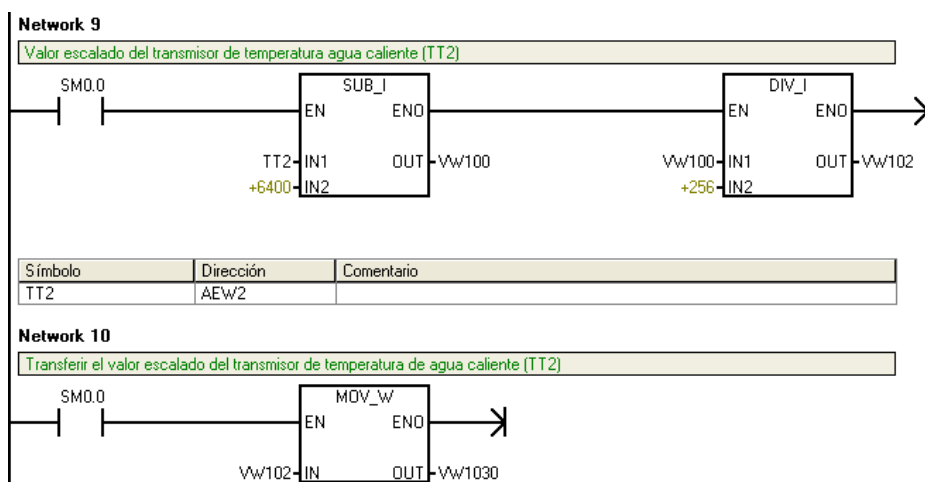 Network 9
Valor escalado del transmisor de temperatura agua caliente (TT2)
SM0.0
SUB_I
DIV_I
EN ENO
EN ENO
TT2 IN1 OUT VW100
VW100 IN1 OUT VW102
+6400 IN2
+256 IN2
Símbolo Dirección Comentario
TT2 AEW2
Network 10
Transferir el valor escalado del transmisor de temperatura de agua caliente (TT2)
SM0.0
MOV_W
EN ENO
VW102 IN OUT VW1030